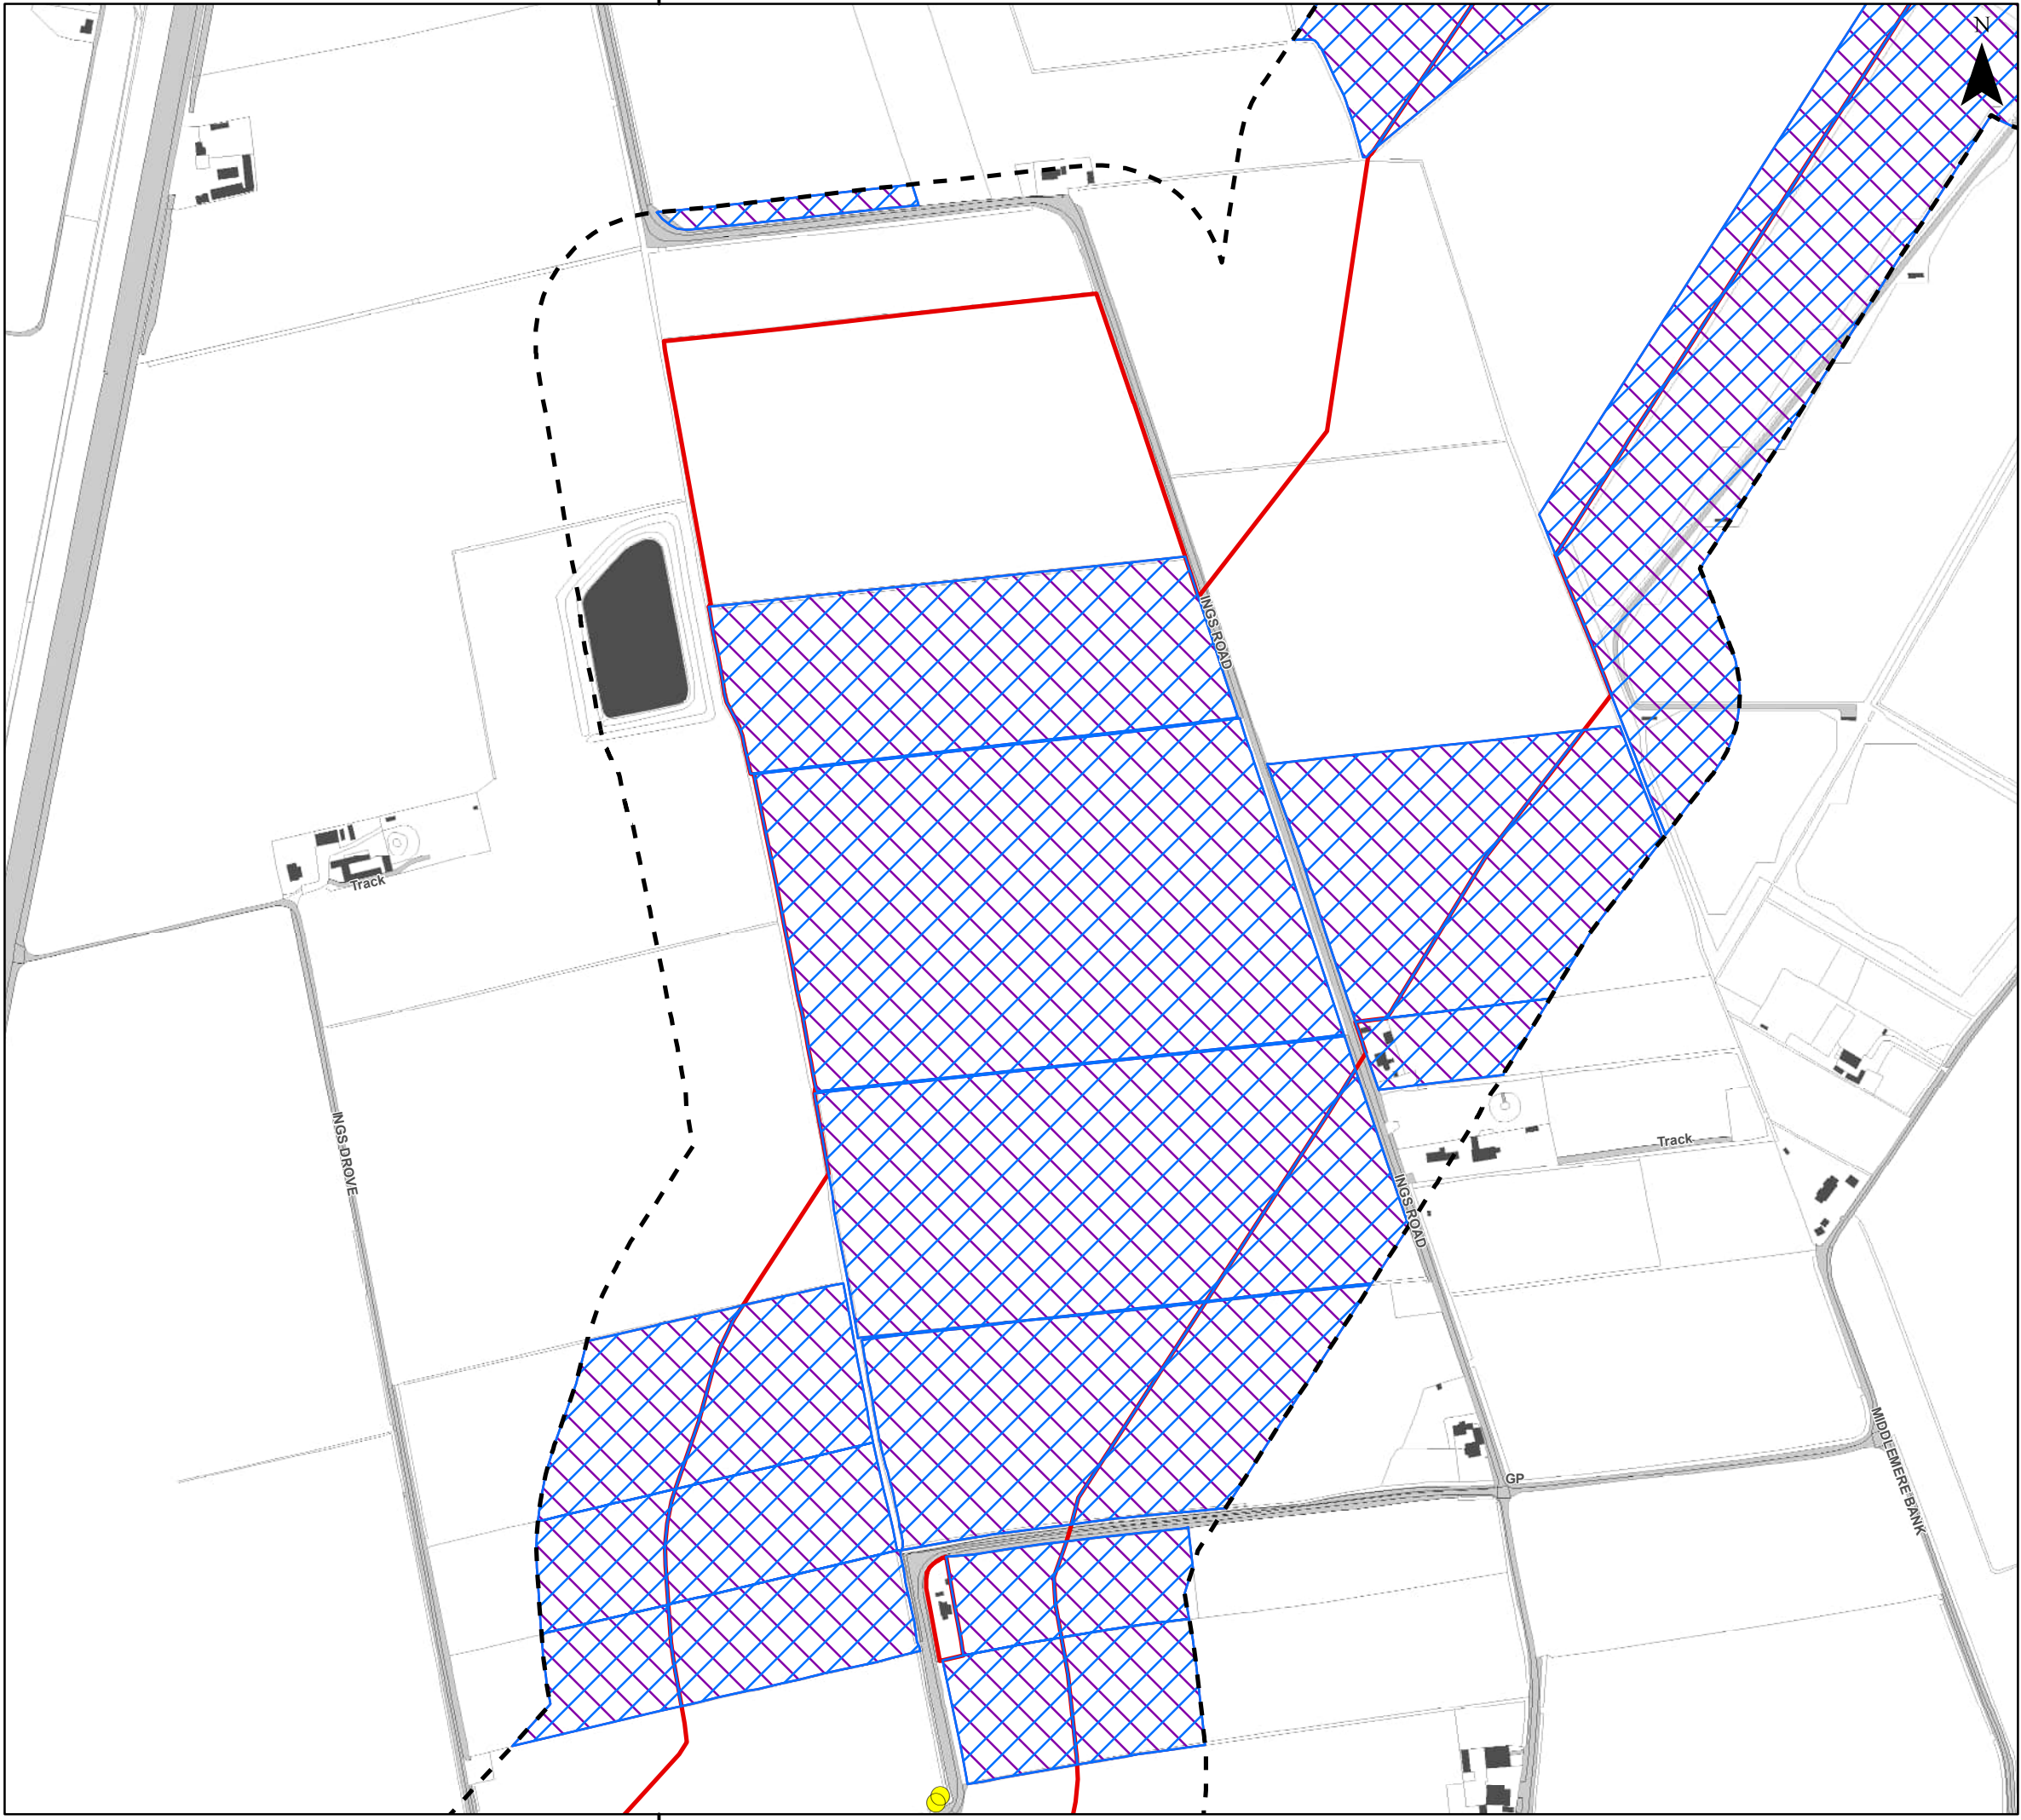 N
INGS ROAD
Track
INGS DROVE
Track
INGS ROAD
MIDDLEMERE BANK
GP